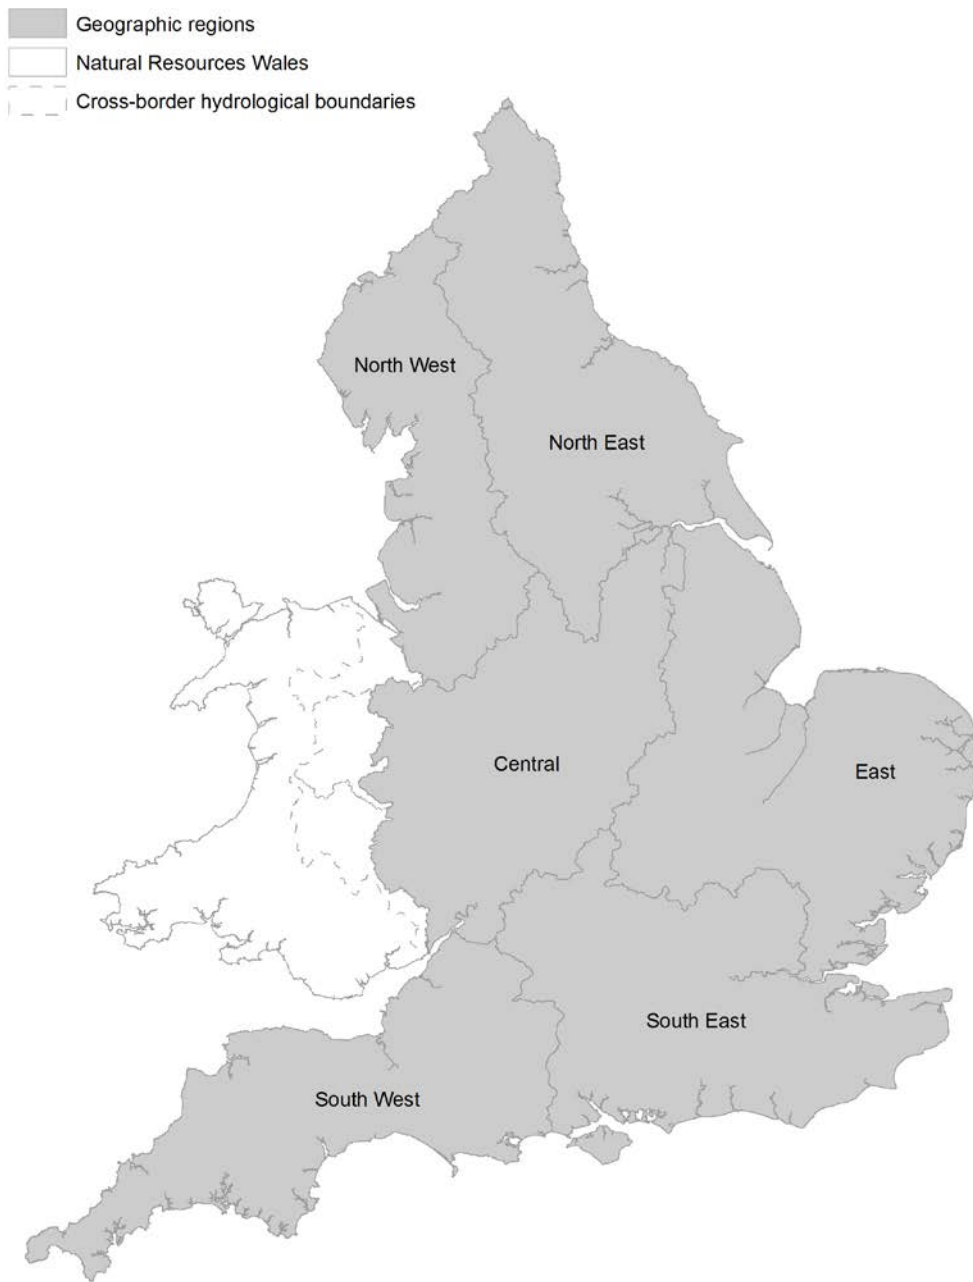 Geographic regions
Natural Resources Wales
Cross-border hydrological boundaries
North West
North East
Central
East
South East
South West